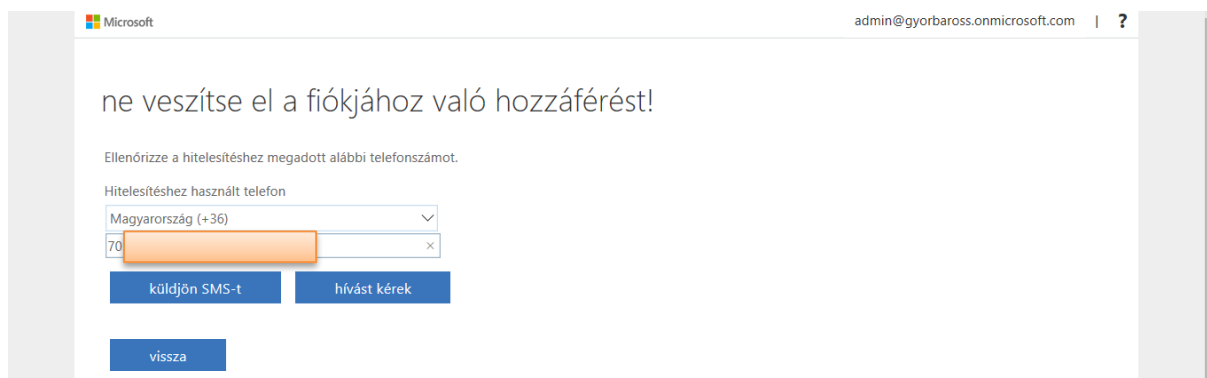 Microsoft admin@gyorbaross.onmicrosoft.com | ?
ne veszítse el a fiókjához való hozzáférést!
Ellenőrizze a hitelesítéshez megadott alábbi telefonszámot.
Hitelesítéshez használt telefon
Magyarország (+36)
70
küldjön SMS-t hívást kérek
vissza